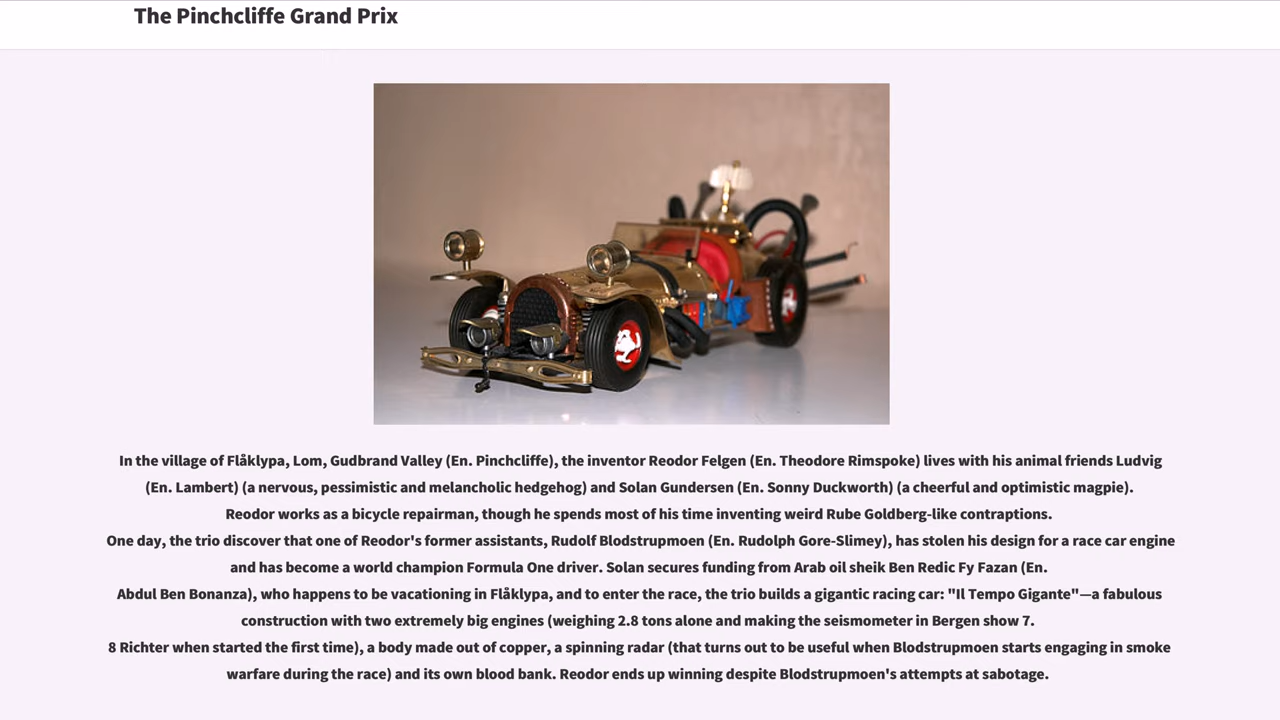 The Pinchcliffe Grand Prix
In the village of Flåklypa, Lom, Gudbrand Valley (En. Pinchcliffe), the inventor Reodor Felgen (En. Theodore Rimspoke) lives with his animal friends Ludvig
(En. Lambert) (a nervous, pessimistic and melancholic hedgehog) and Solan Gundersen (En. Sonny Duckworth) (a cheerful and optimistic magpie).
Reodor works as a bicycle repairman, though he spends most of his time inventing weird Rube Goldberg-like contraptions.
One day, the trio discover that one of Reodor's former assistants, Rudolf Blodstrupmoen (En. Rudolph Gore-Slimey), has stolen his design for a race car engine
and has become a world champion Formula One driver. Solan secures funding from Arab oil sheik Ben Redic Fy Fazan (En.
Abdul Ben Bonanza), who happens to be vacationing in Flåklypa, and to enter the race, the trio builds a gigantic racing car: "Il Tempo Gigante"—a fabulous
construction with two extremely big engines (weighing 2.8 tons alone and making the seismometer in Bergen show 7.
8 Richter when started the first time), a body made out of copper, a spinning radar (that turns out to be useful when Blodstrupmoen starts engaging in smoke
warfare during the race) and its own blood bank. Reodor ends up winning despite Blodstrupmoen's attempts at sabotage.